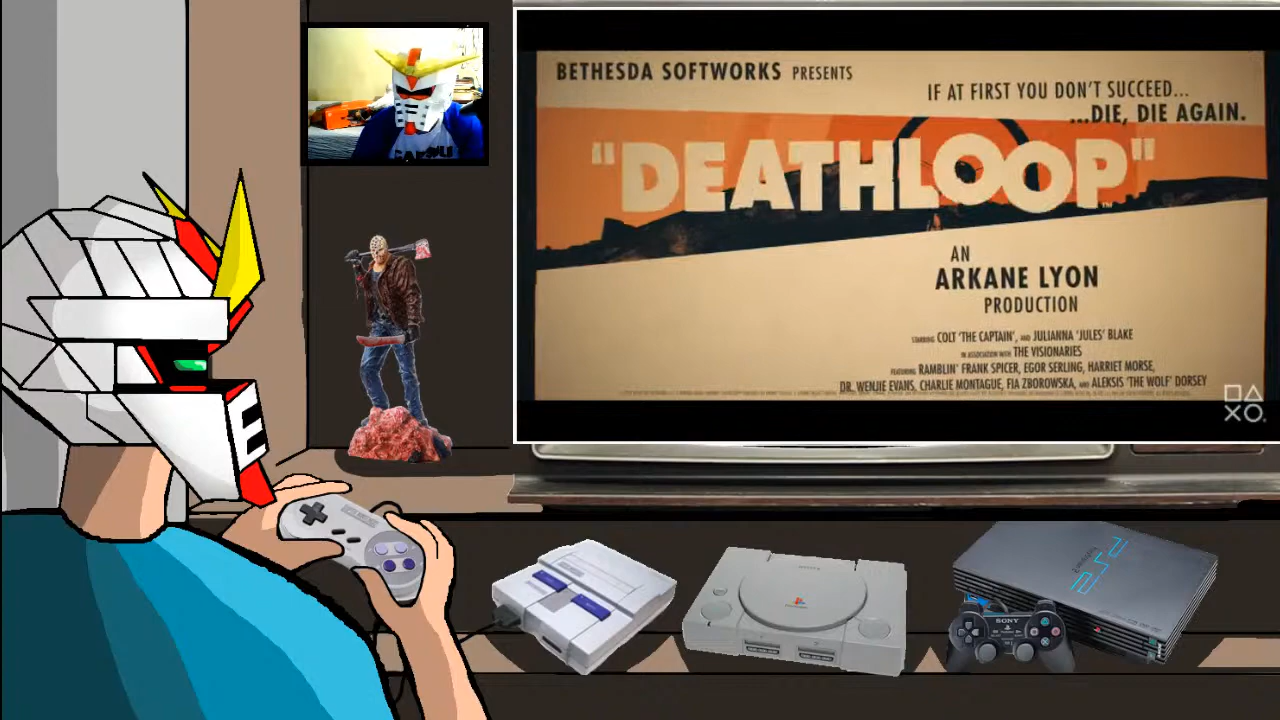 BETHESDA SOFTWORKS PRESENTS
IF AT FIRST YOU DON'T SUCCEED...
...DIE, DIE AGAIN.
"DEATHLOOP"
AN
ARKANE LYON
PRODUCTION
STARRING COLT 'THE CAPTAIN', AND JULIANNA 'JULES' BLAKE
IN ASSOCIATION WITH THE VISIONARIES
FEATURING RAMBLIN' FRANK SPICER, EGOR SERLING, HARRIET MORSE,
DR. WENJIE EVANS, CHARLIE MONTAGUE, FIA ZBOROWSKA, AND ALEKSIS 'THE WOLF' DORSEY
SONY
PS2
SONY